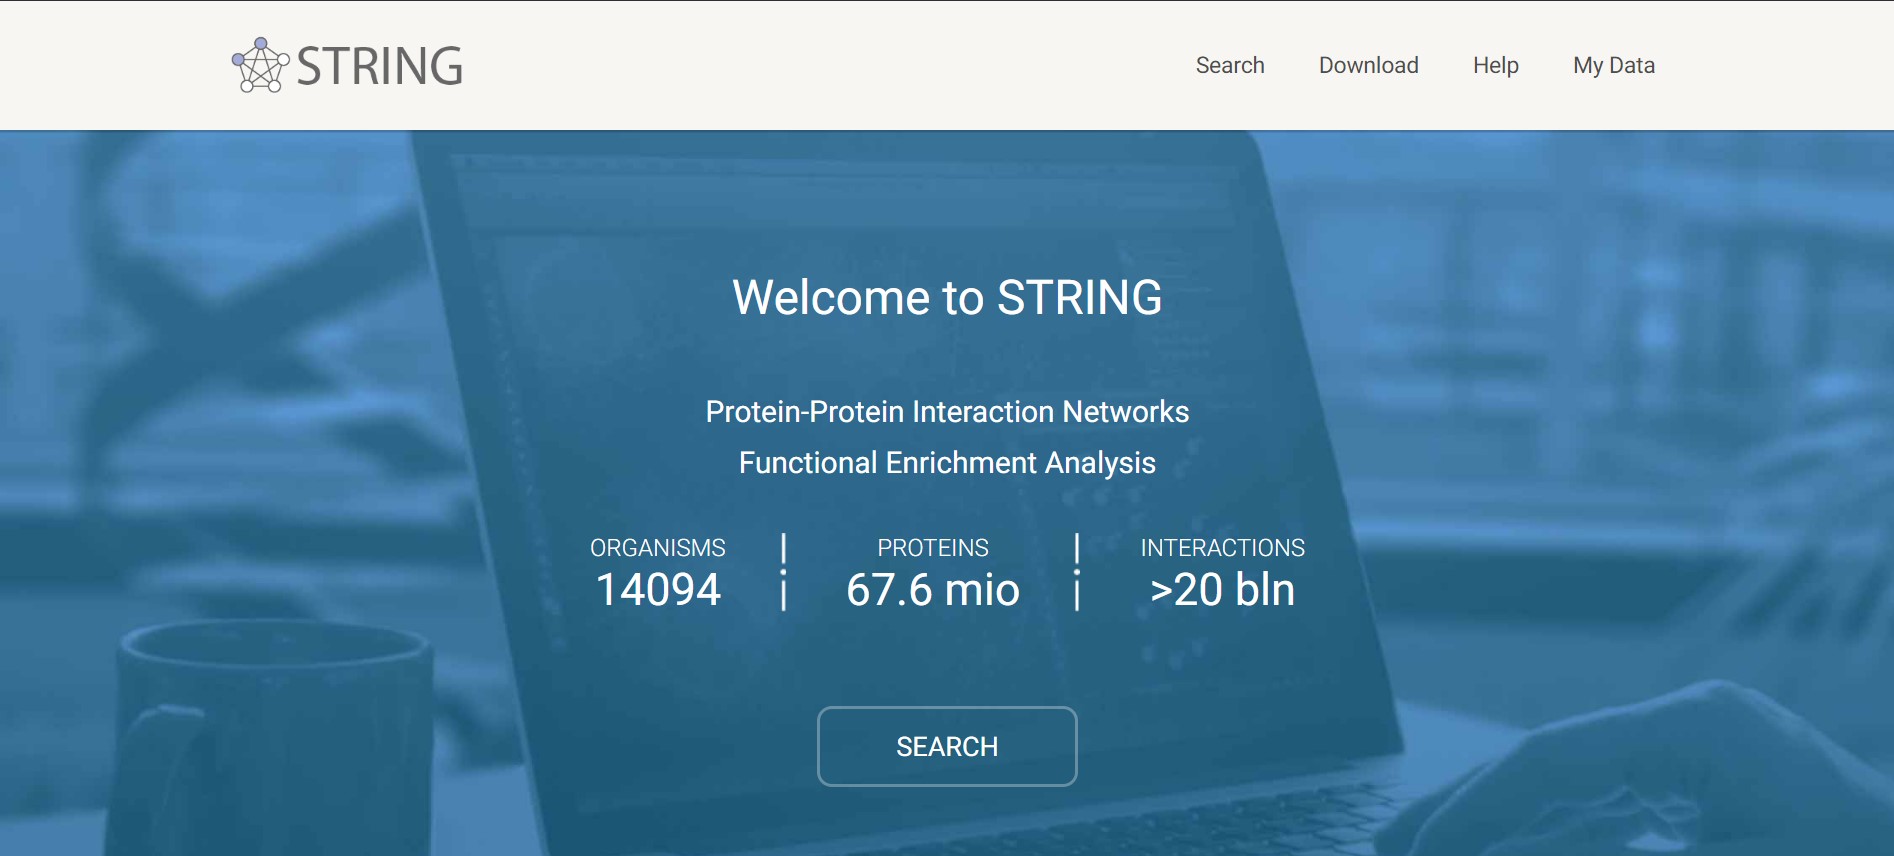 STRING
Search Download Help My Data
Welcome to STRING
Protein-Protein Interaction Networks
Functional Enrichment Analysis
ORGANISMS PROTEINS INTERACTIONS
14094 67.6 mio >20 bln
SEARCH